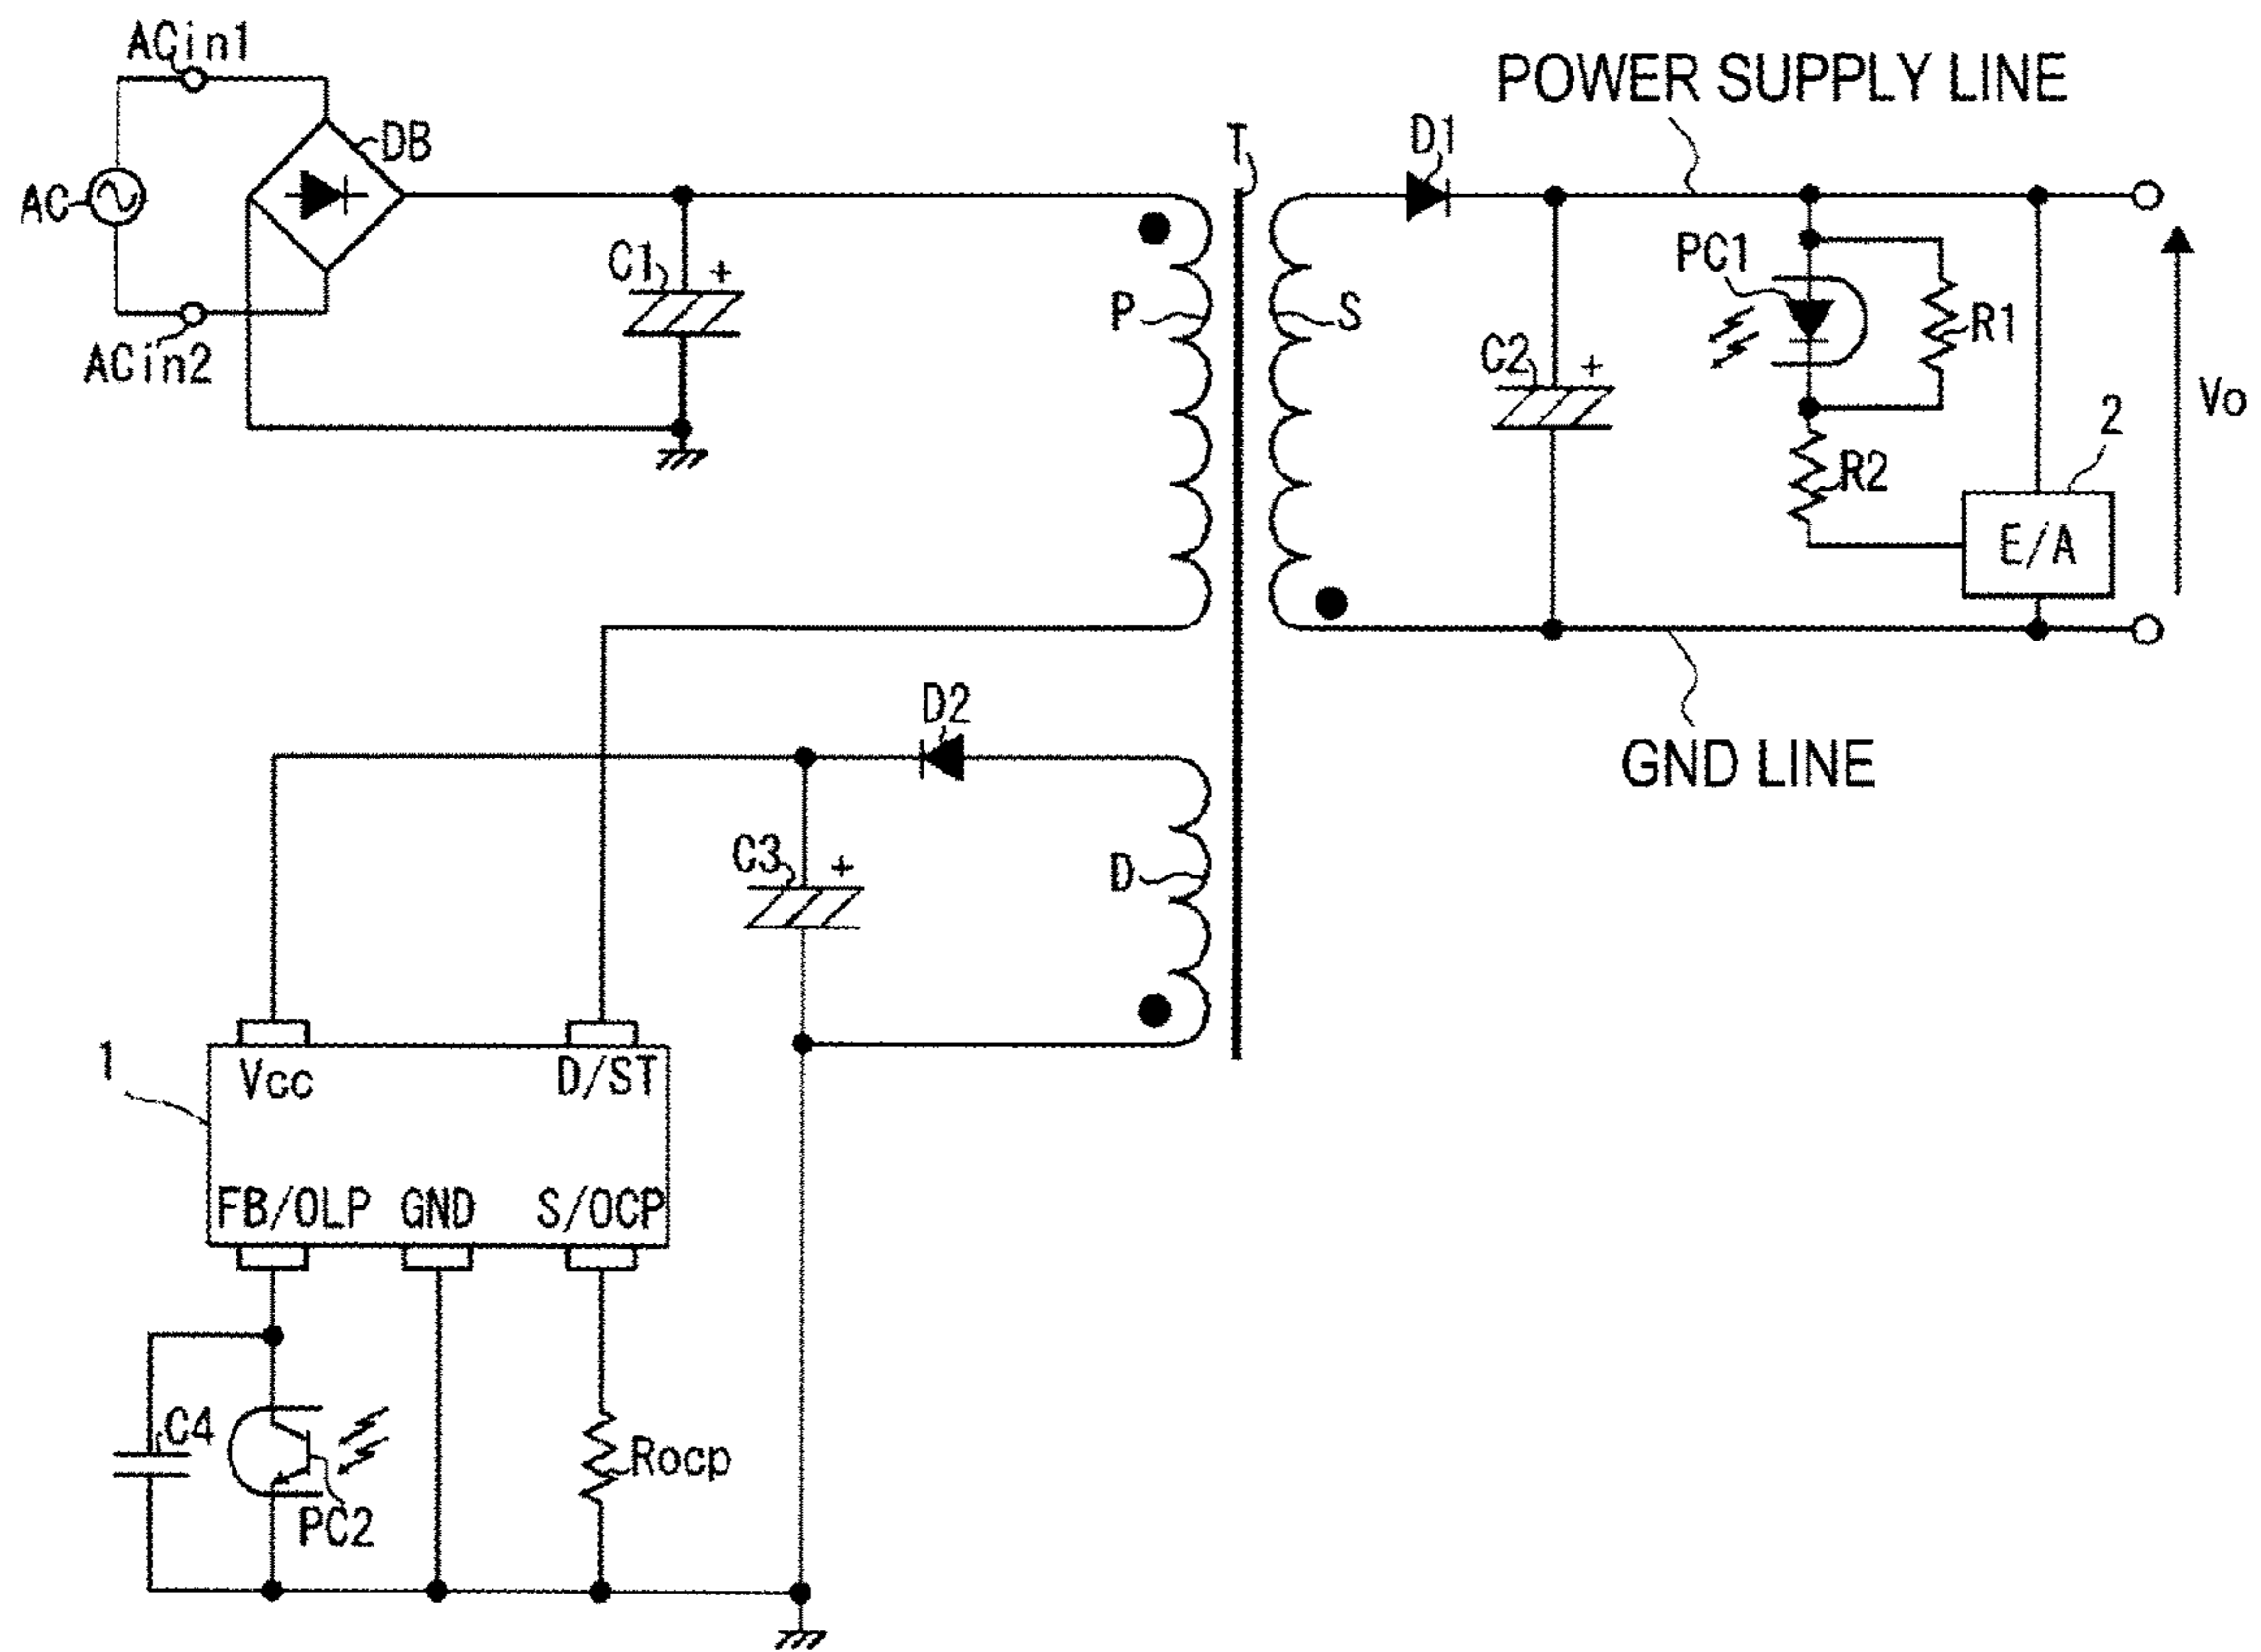 ACin1
POWER SUPPLY LINE
DB
T
D1
AC
C1
+
PC1
P
S
R1
ACin2
C2
+
Vo
2
R2
E/A
D2
GND LINE
C3
+
D
1
Vcc
D/ST
FB/OLP
GND
S/OCP
C4
Rocp
PC2